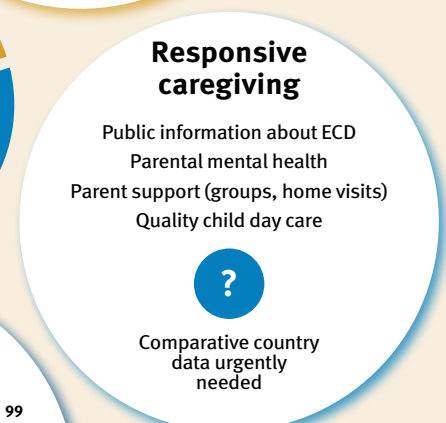 Responsive
caregiving
Public information about ECD
Parental mental health
Parent support (groups, home visits)
Quality child day care
?
Comparative country
data urgently
needed
99